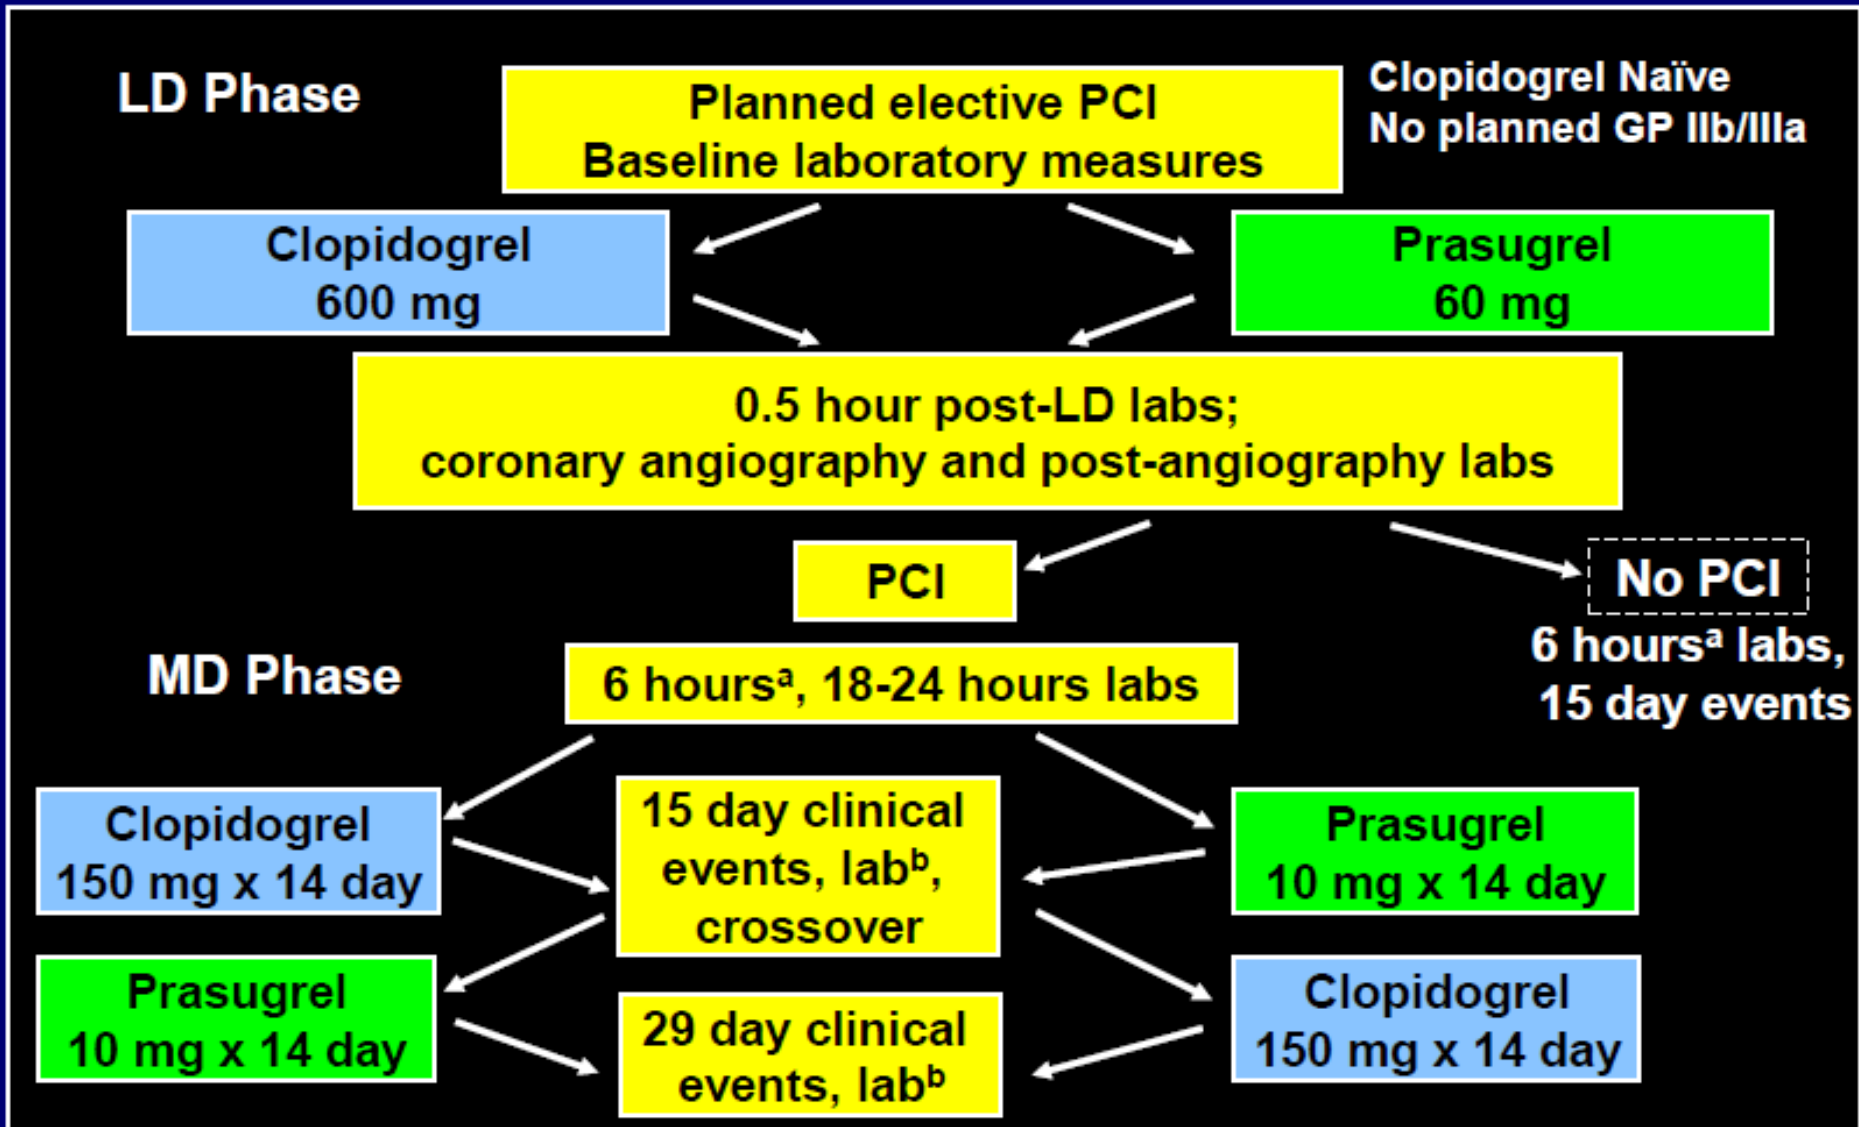 LD Phase
Planned elective PCI
Baseline laboratory measures
Clopidogrel Naïve
No planned GP IIb/IIIa
Clopidogrel
600 mg
Prasugrel
60 mg
0.5 hour post-LD labs;
coronary angiography and post-angiography labs
PCI
No PCI
6 hoursᵃ labs,
15 day events
MD Phase
6 hoursᵃ, 18-24 hours labs
Clopidogrel
150 mg x 14 day
15 day clinical
events, labᵇ,
crossover
Prasugrel
10 mg x 14 day
Prasugrel
10 mg x 14 day
29 day clinical
events, labᵇ
Clopidogrel
150 mg x 14 day